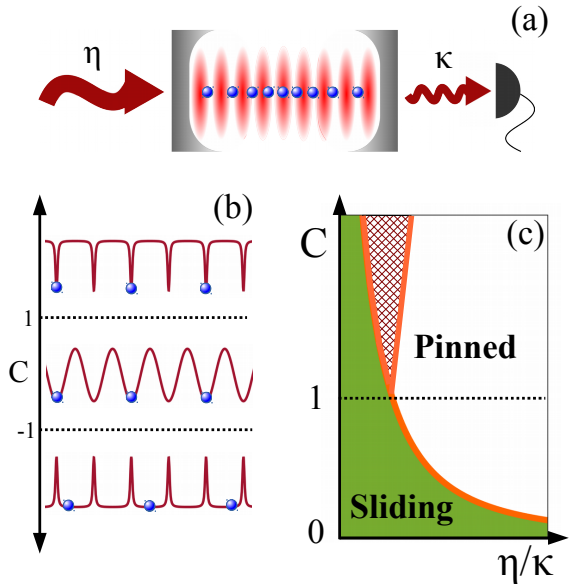 (a)
η
κ
(b)
1
C
-1
(c)
C
Pinned
1
Sliding
0
η/κ